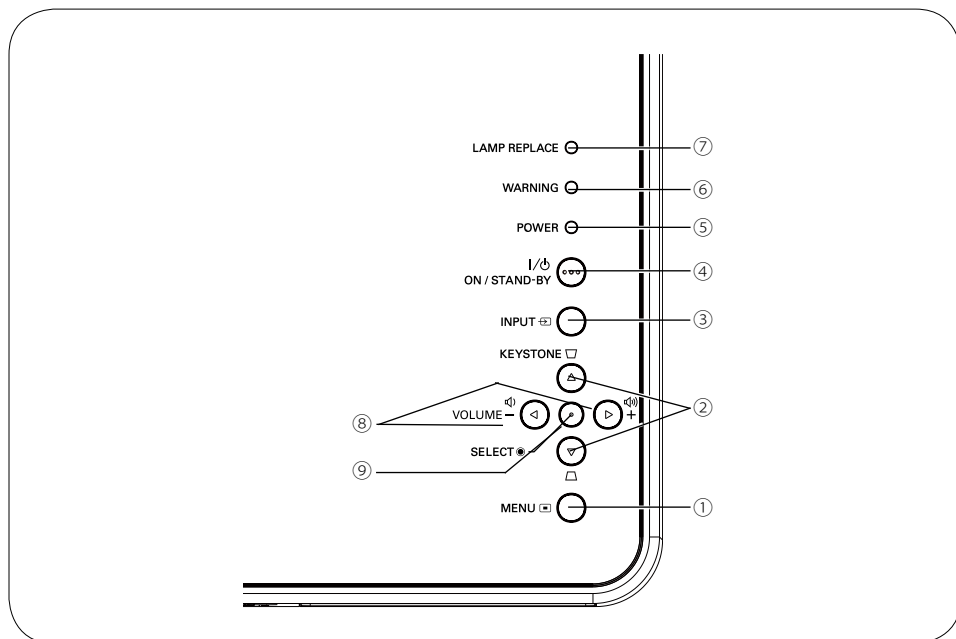 LAMP REPLACE ⑦
WARNING ⑥
POWER ⑤
I/⏻
ON / STAND-BY ④
INPUT ③
KEYSTONE
②
VOLUME − +
⑧
SELECT
⑨
MENU ①